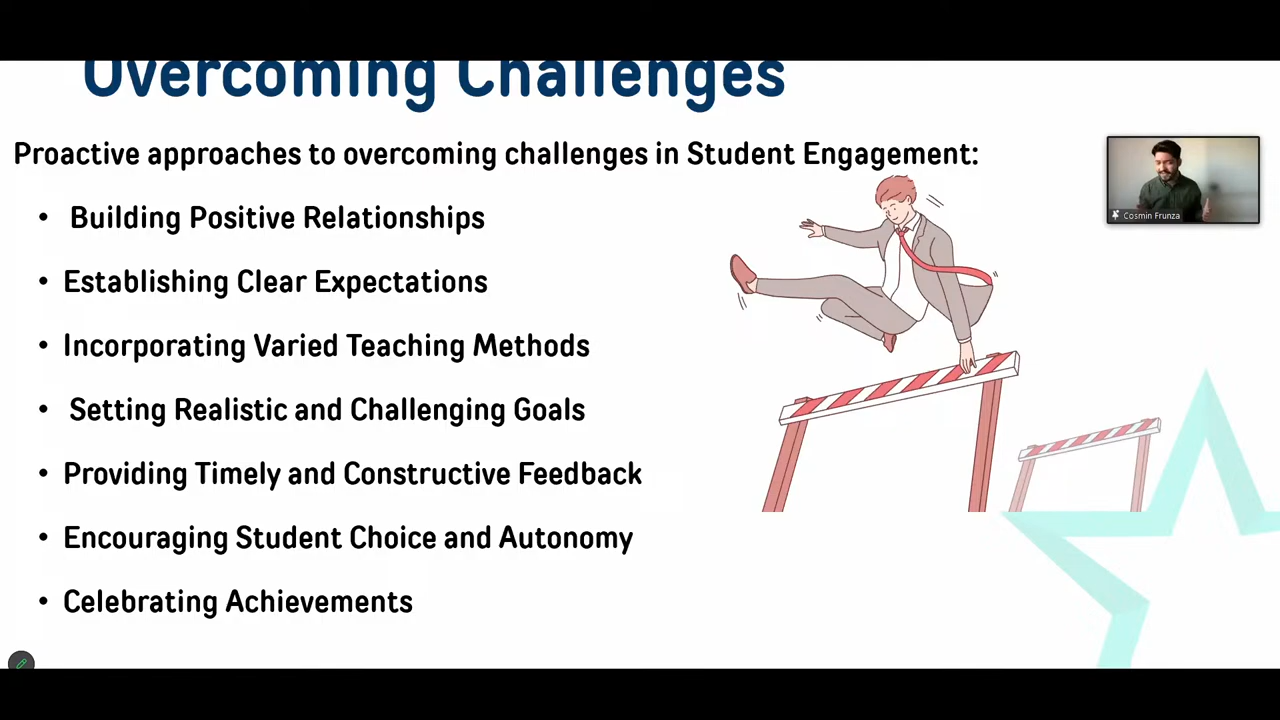 Overcoming Challenges
Proactive approaches to overcoming challenges in Student Engagement:
• Building Positive Relationships
• Establishing Clear Expectations
• Incorporating Varied Teaching Methods
• Setting Realistic and Challenging Goals
• Providing Timely and Constructive Feedback
• Encouraging Student Choice and Autonomy
• Celebrating Achievements
Cosmin Frunza